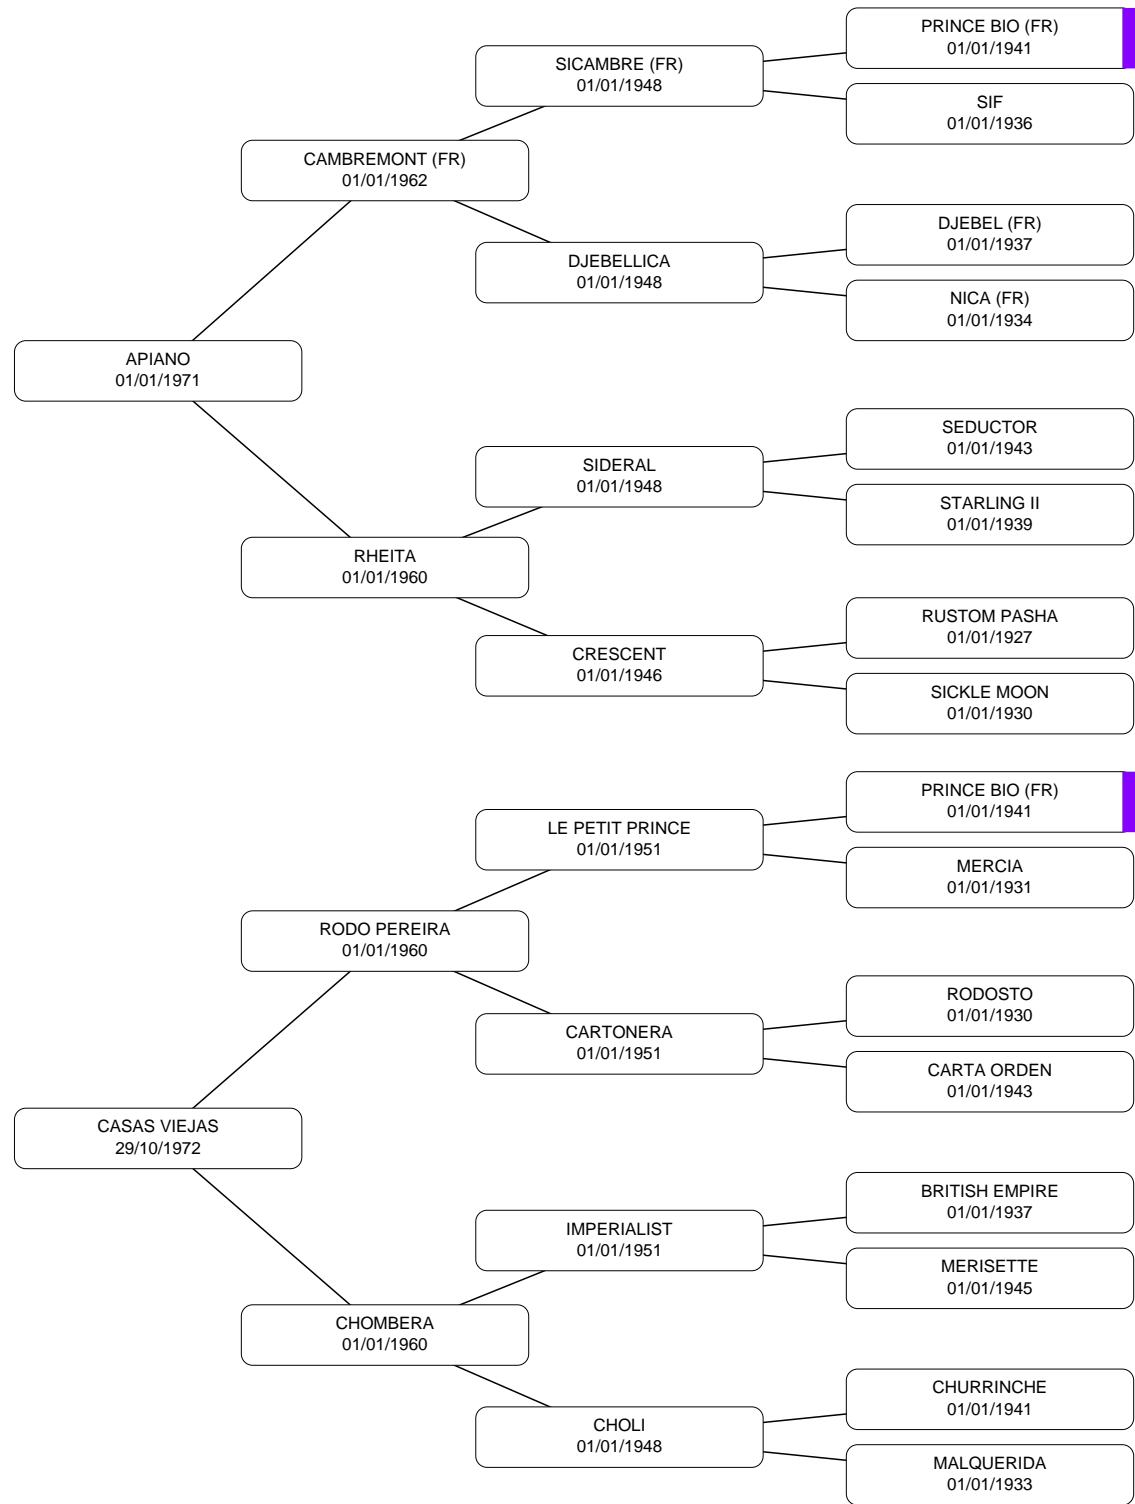 PRINCE BIO (FR)
01/01/1941
SICAMBRE (FR)
01/01/1948
SIF
01/01/1936
CAMBREMONT (FR)
01/01/1962
DJEBEL (FR)
01/01/1937
DJEBELLICA
01/01/1948
NICA (FR)
01/01/1934
APIANO
01/01/1971
SEDUCTOR
01/01/1943
SIDERAL
01/01/1948
STARLING II
01/01/1939
RHEITA
01/01/1960
RUSTOM PASHA
01/01/1927
CRESCENT
01/01/1946
SICKLE MOON
01/01/1930
PRINCE BIO (FR)
01/01/1941
LE PETIT PRINCE
01/01/1951
MERCIA
01/01/1931
RODO PEREIRA
01/01/1960
RODOSTO
01/01/1930
CARTONERA
01/01/1951
CARTA ORDEN
01/01/1943
CASAS VIEJAS
29/10/1972
BRITISH EMPIRE
01/01/1937
IMPERIALIST
01/01/1951
MERISETTE
01/01/1945
CHOMBERA
01/01/1960
CHURRINCHE
01/01/1941
CHOLI
01/01/1948
MALQUERIDA
01/01/1933